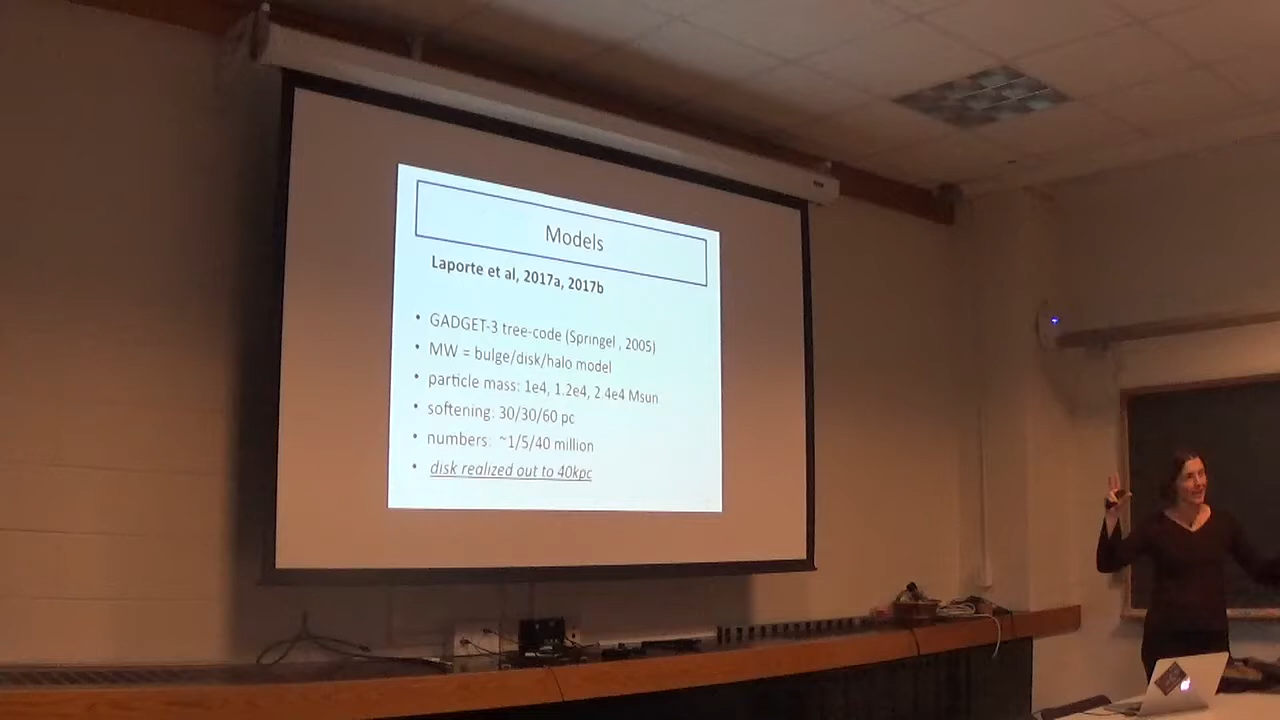 Models
Laporte et al, 2017a, 2017b
• GADGET-3 tree-code (Springel , 2005)
• MW = bulge/disk/halo model
• particle mass: 1e4, 1.2e4, 2.4e4 Msun
• softening: 30/30/60 pc
• numbers: ~1/5/40 million
• disk realized out to 40kpc